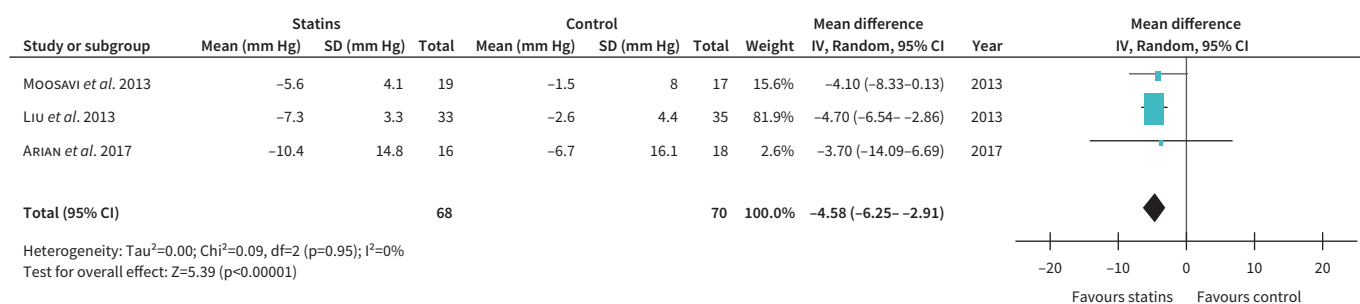 Statins Control Mean difference Mean difference
Study or subgroup Mean (mm Hg) SD (mm Hg) Total Mean (mm Hg) SD (mm Hg) Total Weight IV, Random, 95% CI Year IV, Random, 95% CI
Moosavi et al. 2013 –5.6 4.1 19 –1.5 8 17 15.6% –4.10 (–8.33–0.13) 2013
Liu et al. 2013 –7.3 3.3 33 –2.6 4.4 35 81.9% –4.70 (–6.54– –2.86) 2013
Arian et al. 2017 –10.4 14.8 16 –6.7 16.1 18 2.6% –3.70 (–14.09–6.69) 2017
Total (95% CI) 68 70 100.0% –4.58 (–6.25– –2.91)
Heterogeneity: Tau²=0.00; Chi²=0.09, df=2 (p=0.95); I²=0%
Test for overall effect: Z=5.39 (p<0.00001)
–20 –10 0 10 20
Favours statins Favours control